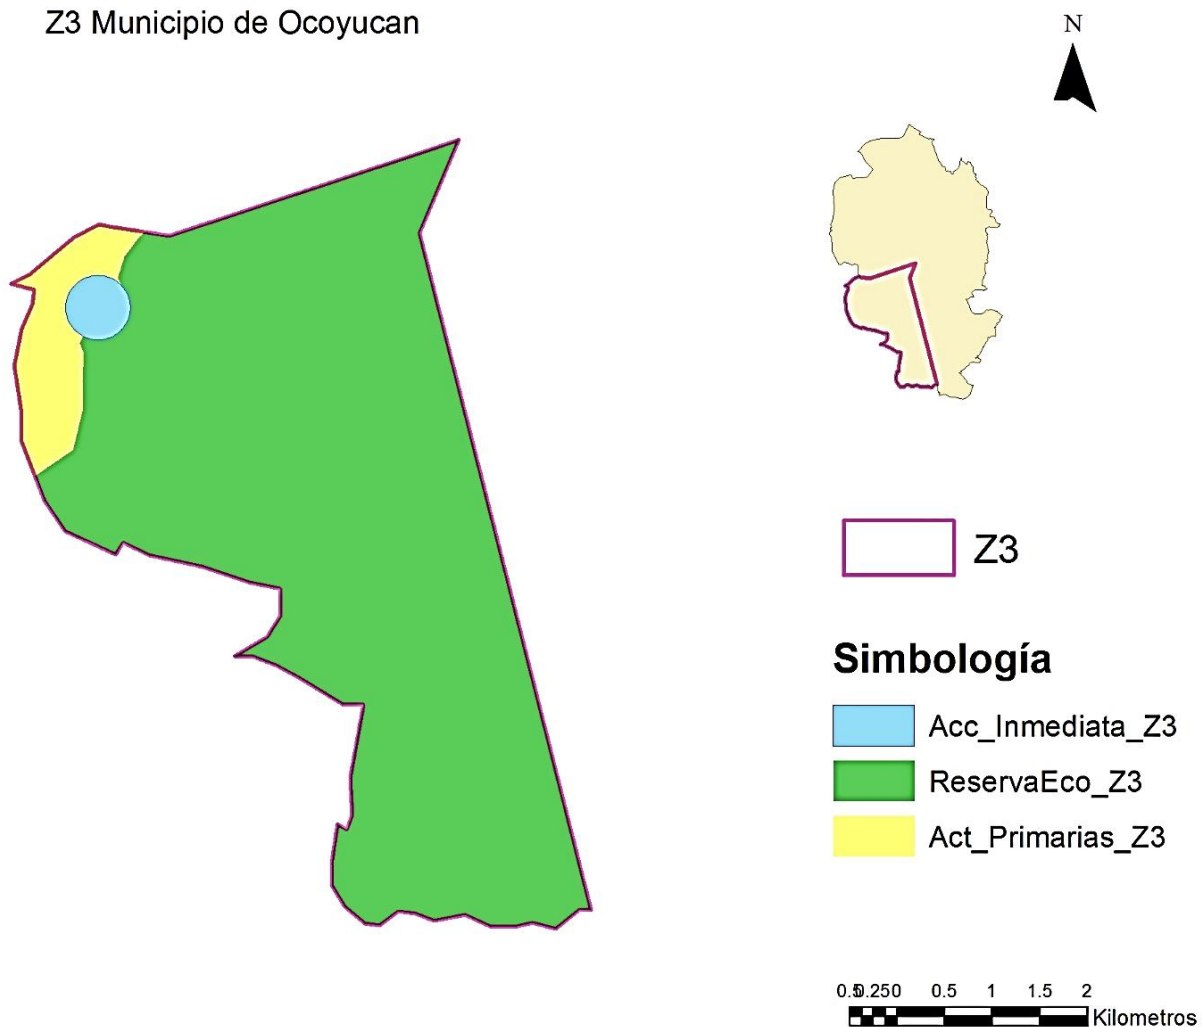 Z3 Municipio de Ocoyucan
N
Z3
Simbología
Acc_Inmediata_Z3
ReservaEco_Z3
Act_Primarias_Z3
0.50.250 0.5 1 1.5 2
Kilometros